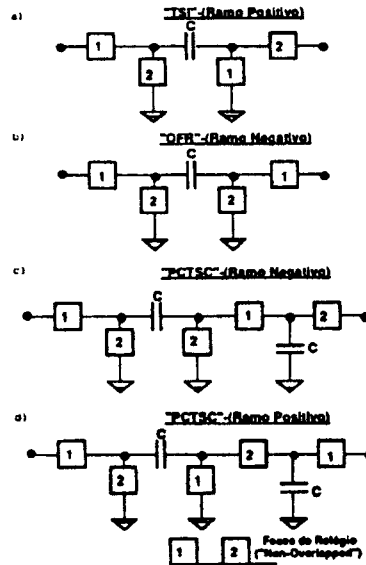 a)
"TSI"-(Ramo Positivo)
C
1
2
2
1
b)
"OFR"-(Ramo Negativo)
C
1
1
2
2
c)
"PCTSC"-(Ramo Negativo)
C
1
1
2
2
2
C
d)
"PCTSC"-(Ramo Positivo)
C
1
2
1
2
1
C
1
2
Fases do Relógio
("Non-Overlapped")